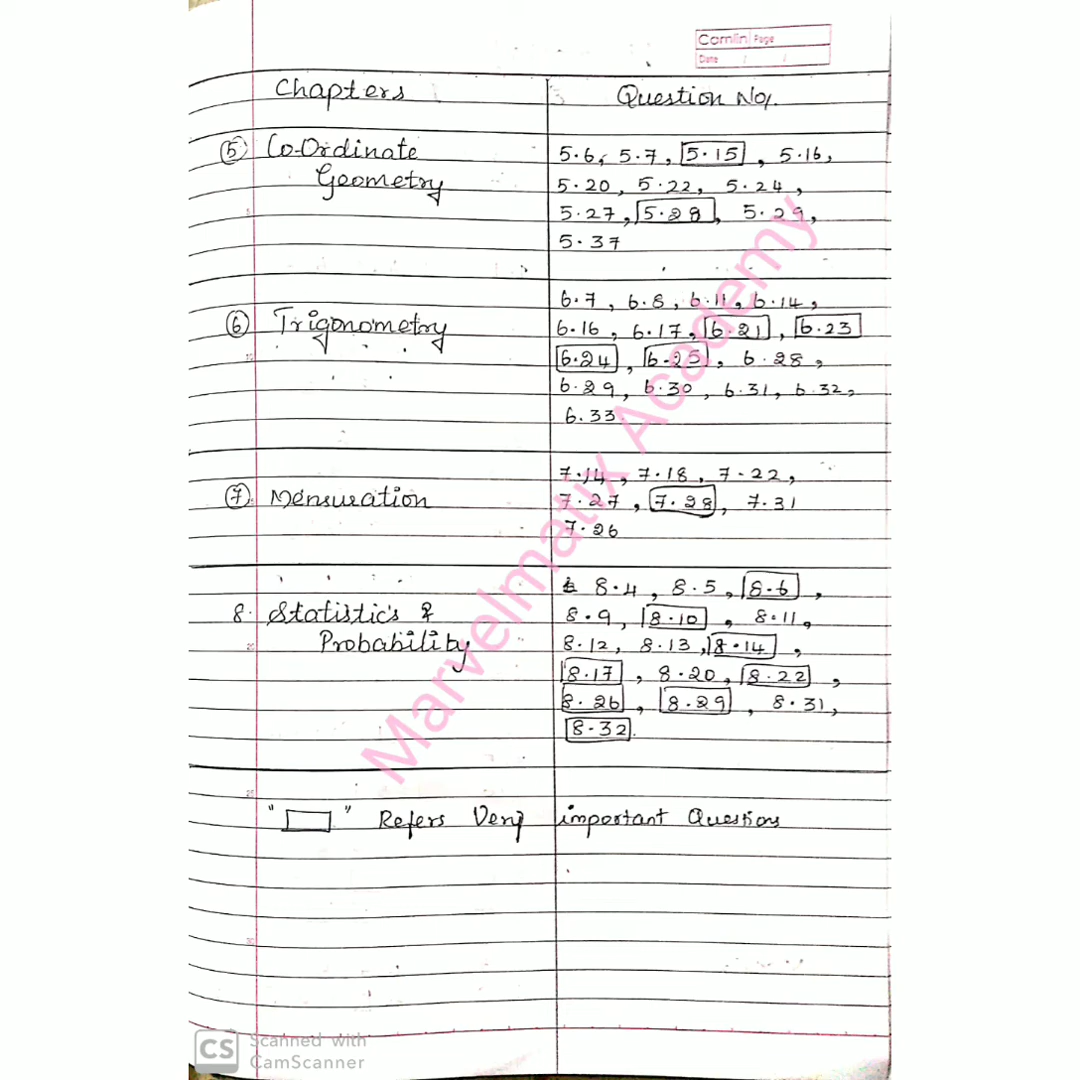 Camlin Page
Date / /
Chapters Question No/.
⑤ Co-Ordinate 5.6, 5.7, 5.15, 5.16,
Geometry 5.20, 5.22, 5.24,
5.27, 5.28, 5.29,
5.37
6.7, 6.8, 6.11, 6.14,
⑥ Trigonometry 6.16, 6.17, 6.21, 6.23
6.24, 6.25, 6.28,
6.29, 6.30, 6.31, 6.32,
6.33.
7.14, 7.18, 7.22,
⑦ Mensuration 7.27, 7.28, 7.31
7.26
8.4, 8.5, 8.6,
8. Statistic's & 8.9, 8.10, 8.11,
Probability 8.12, 8.13, 8.14,
8.17, 8.20, 8.22,
8.26, 8.29, 8.31,
8.32.
" " Refers Very important Questions
Marvelmatix Academy
CS Scanned with
CamScanner